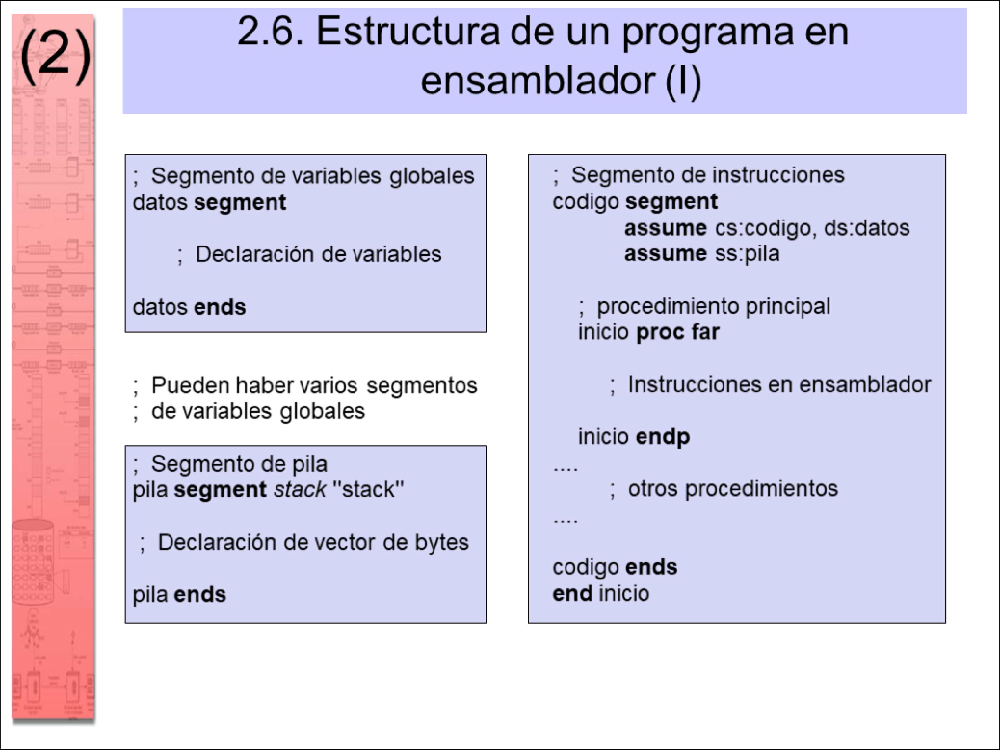 (2)
2.6. Estructura de un programa en
ensamblador (I)
; Segmento de variables globales
datos segment
; Declaración de variables
datos ends
; Pueden haber varios segmentos
; de variables globales
; Segmento de pila
pila segment stack "stack"
; Declaración de vector de bytes
pila ends
; Segmento de instrucciones
codigo segment
assume cs:codigo, ds:datos
assume ss:pila
; procedimiento principal
inicio proc far
; Instrucciones en ensamblador
inicio endp
....
; otros procedimientos
....
codigo ends
end inicio